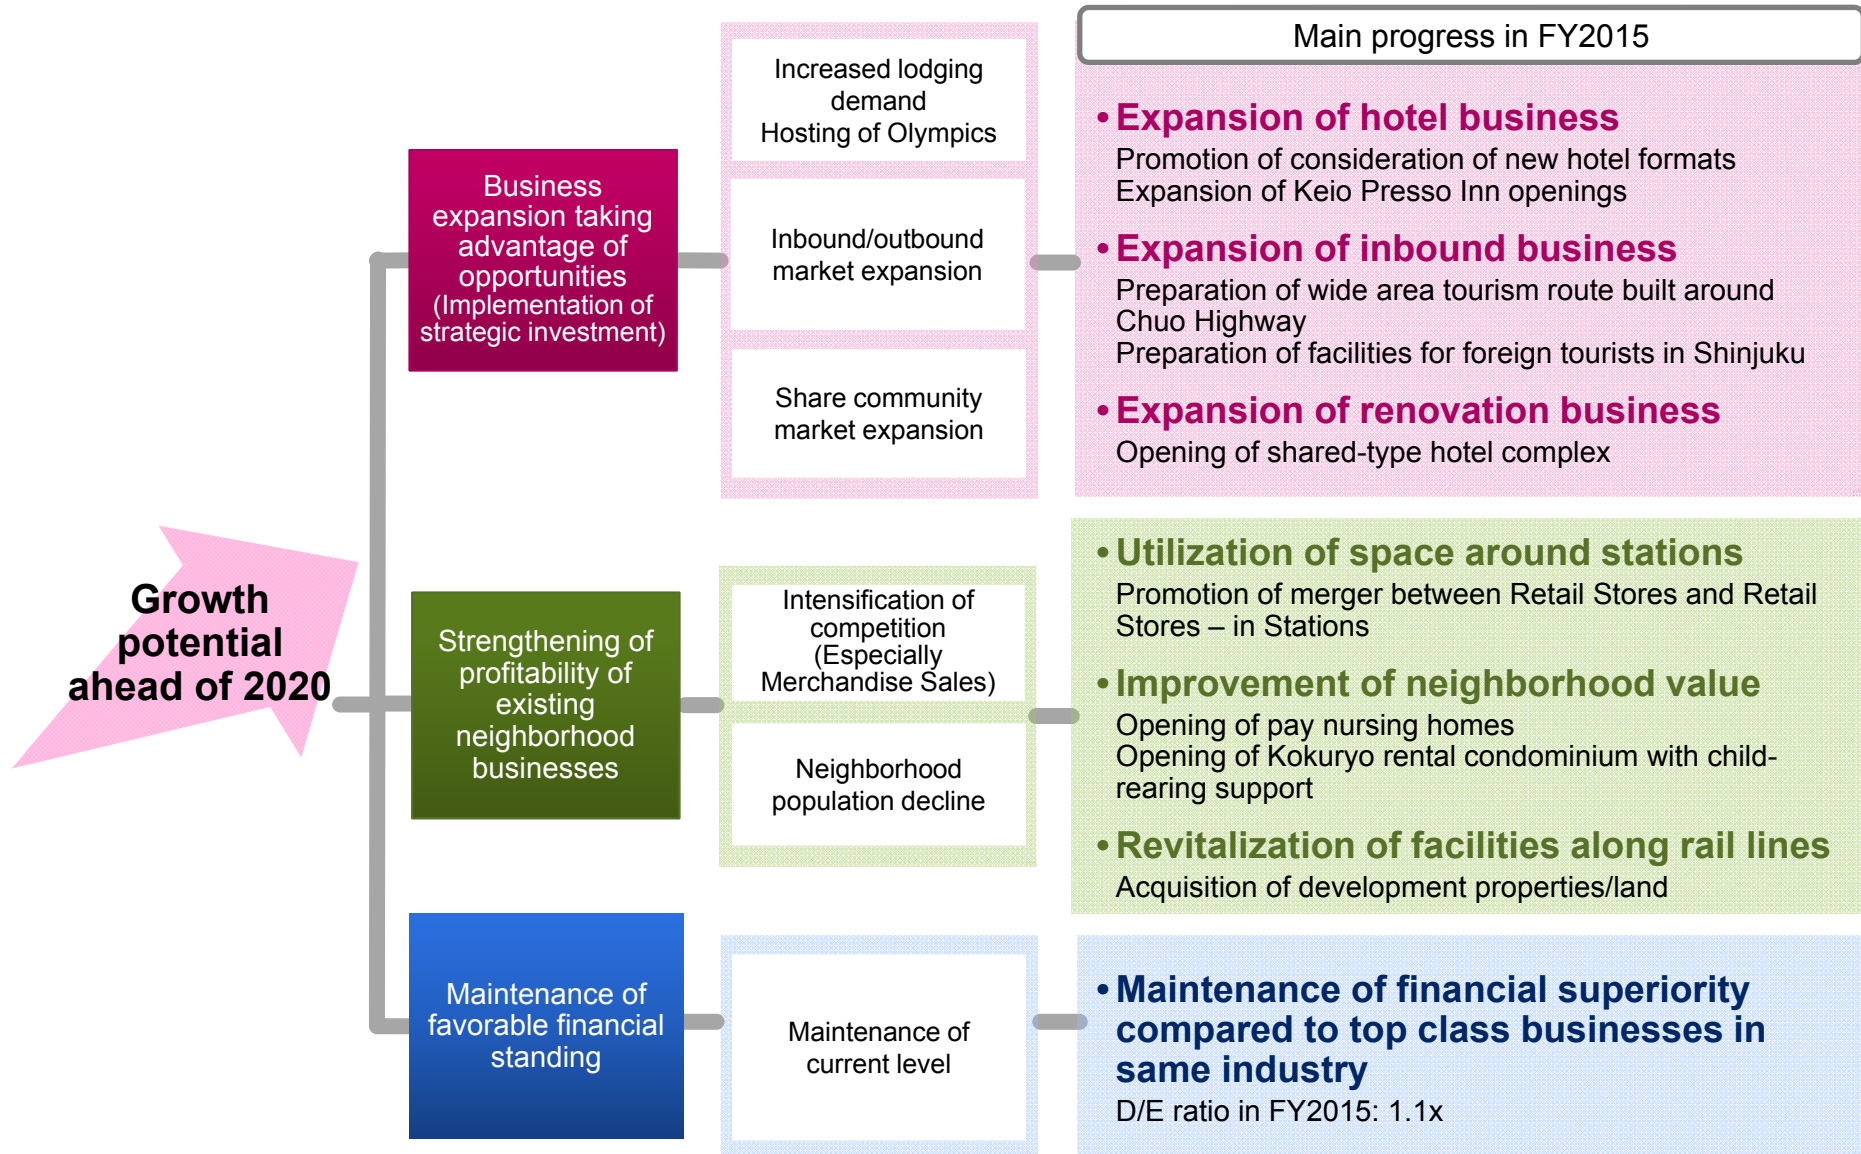 Main progress in FY2015
Growth
potential
ahead of 2020
Business
expansion taking
advantage of
opportunities
(Implementation of
strategic investment)
Increased lodging
demand
Hosting of Olympics
Inbound/outbound
market expansion
Share community
market expansion
• Expansion of hotel business
Promotion of consideration of new hotel formats
Expansion of Keio Presso Inn openings
• Expansion of inbound business
Preparation of wide area tourism route built around
Chuo Highway
Preparation of facilities for foreign tourists in Shinjuku
• Expansion of renovation business
Opening of shared-type hotel complex
Strengthening of
profitability of
existing
neighborhood
businesses
Intensification of
competition
(Especially
Merchandise Sales)
Neighborhood
population decline
• Utilization of space around stations
Promotion of merger between Retail Stores and Retail
Stores – in Stations
• Improvement of neighborhood value
Opening of pay nursing homes
Opening of Kokuryo rental condominium with child-
rearing support
• Revitalization of facilities along rail lines
Acquisition of development properties/land
Maintenance of
favorable financial
standing
Maintenance of
current level
• Maintenance of financial superiority
compared to top class businesses in
same industry
D/E ratio in FY2015: 1.1x